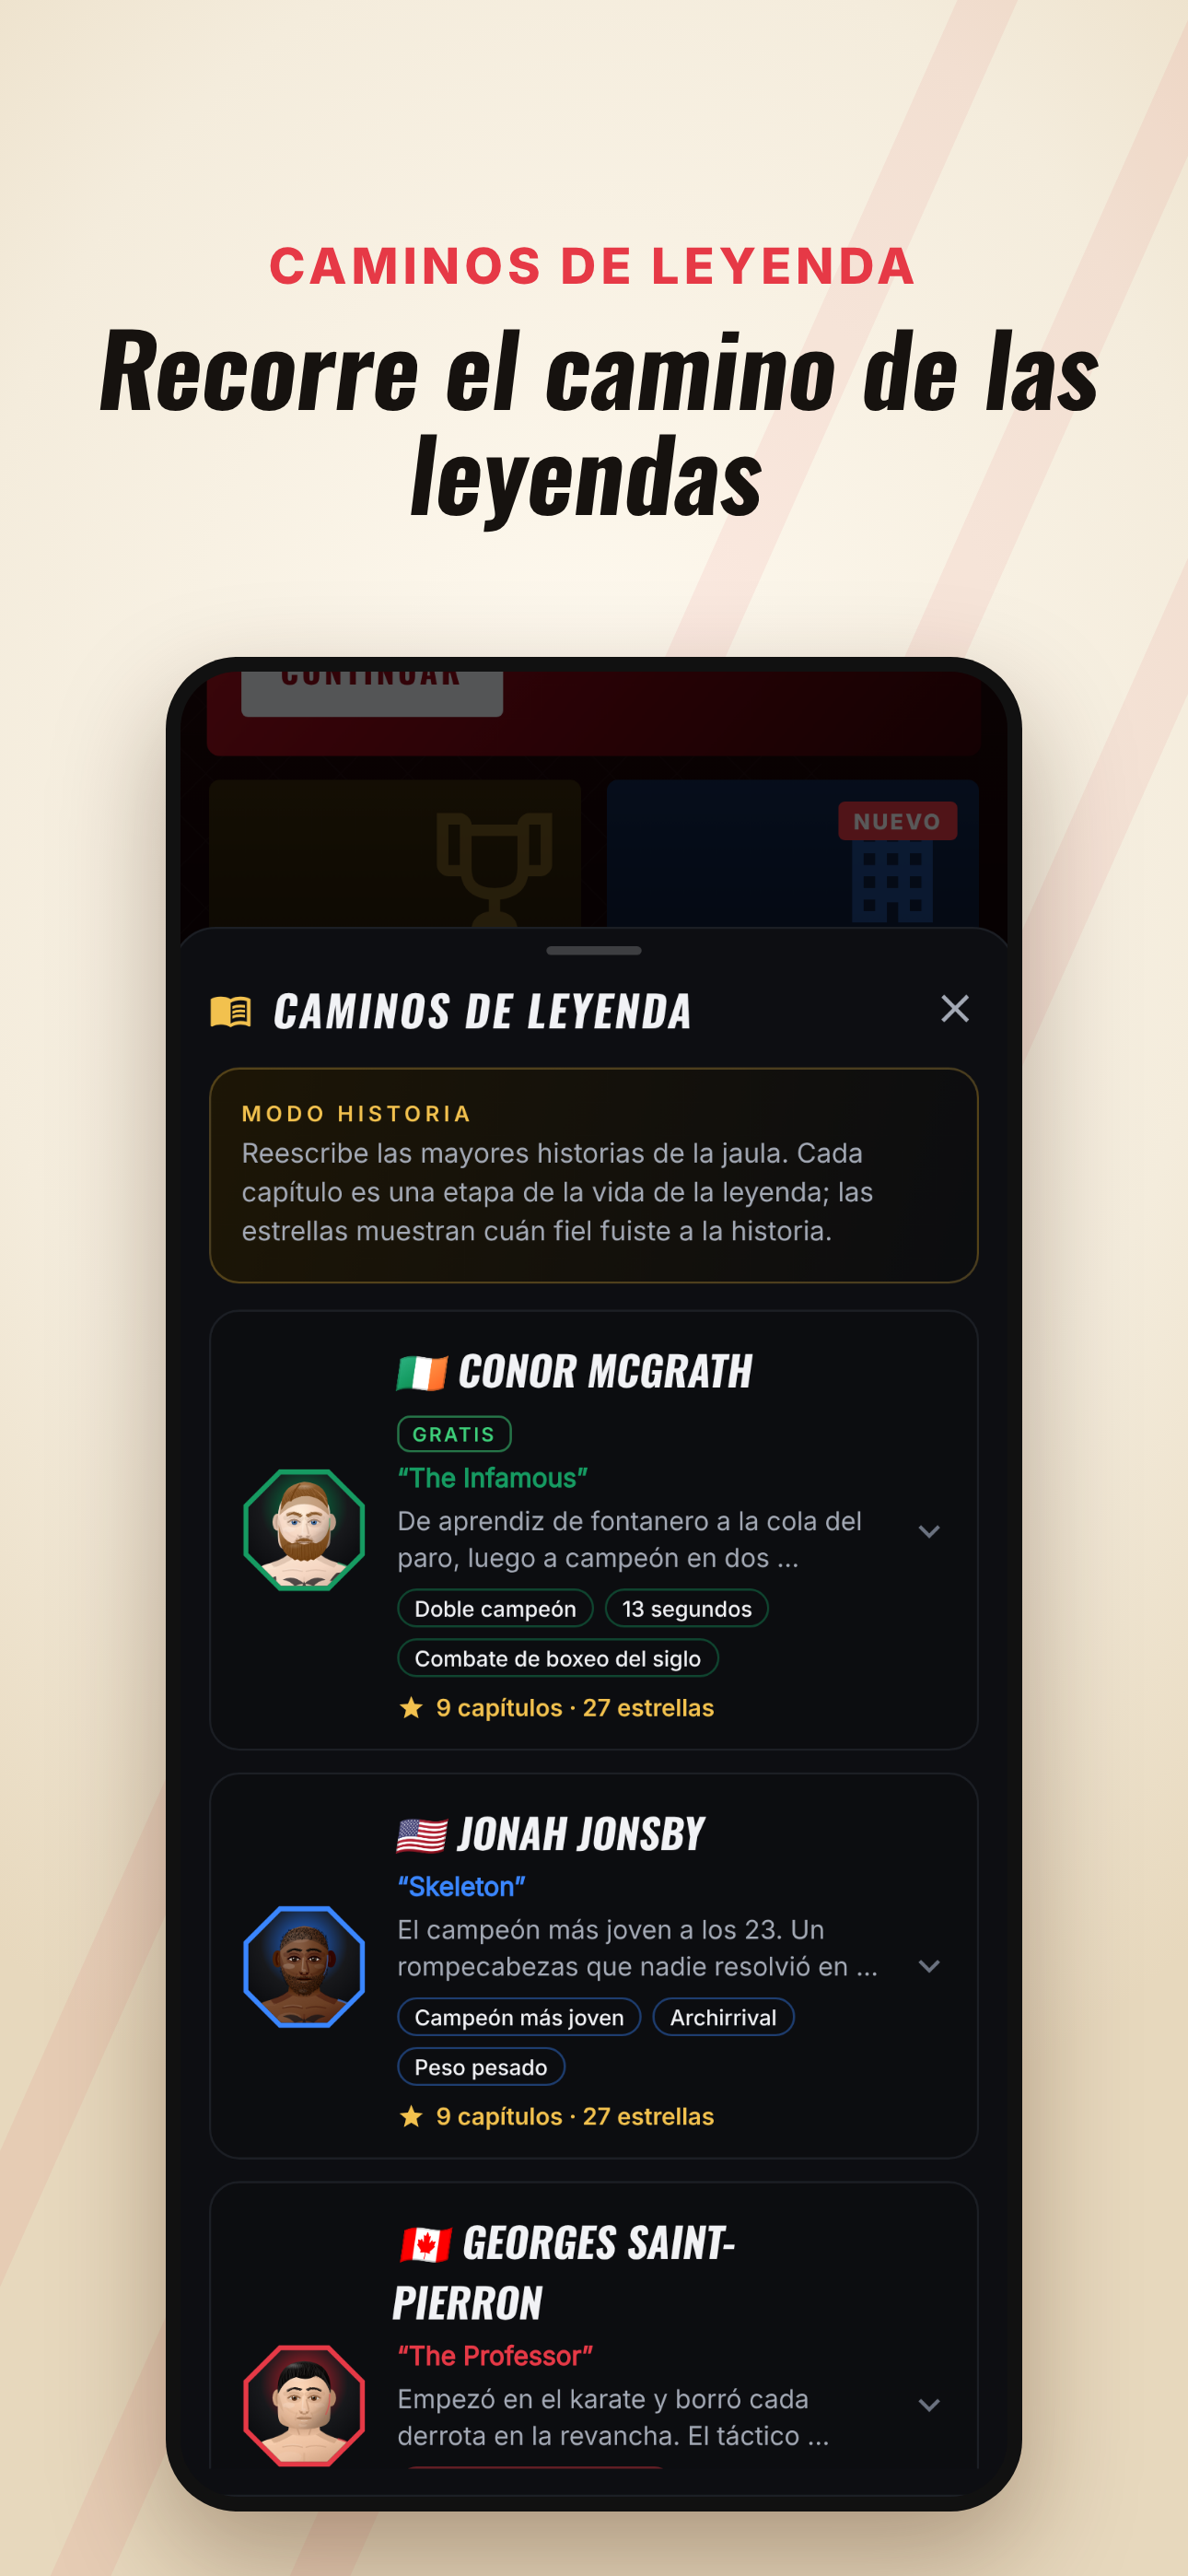 CAMINOS DE LEYENDA
Recorre el camino de las
leyendas
CONTINUAR
NUEVO
CAMINOS DE LEYENDA
MODO HISTORIA
Reescribe las mayores historias de la jaula. Cada
capítulo es una etapa de la vida de la leyenda; las
estrellas muestran cuán fiel fuiste a la historia.
🇮🇪 CONOR MCGRATH
GRATIS
“The Infamous”
De aprendiz de fontanero a la cola del
paro, luego a campeón en dos ...
Doble campeón 13 segundos
Combate de boxeo del siglo
9 capítulos · 27 estrellas
🇺🇸 JONAH JONSBY
“Skeleton”
El campeón más joven a los 23. Un
rompecabezas que nadie resolvió en ...
Campeón más joven Archirrival
Peso pesado
9 capítulos · 27 estrellas
🇨🇦 GEORGES SAINT-
PIERRON
“The Professor”
Empezó en el karate y borró cada
derrota en la revancha. El táctico ...